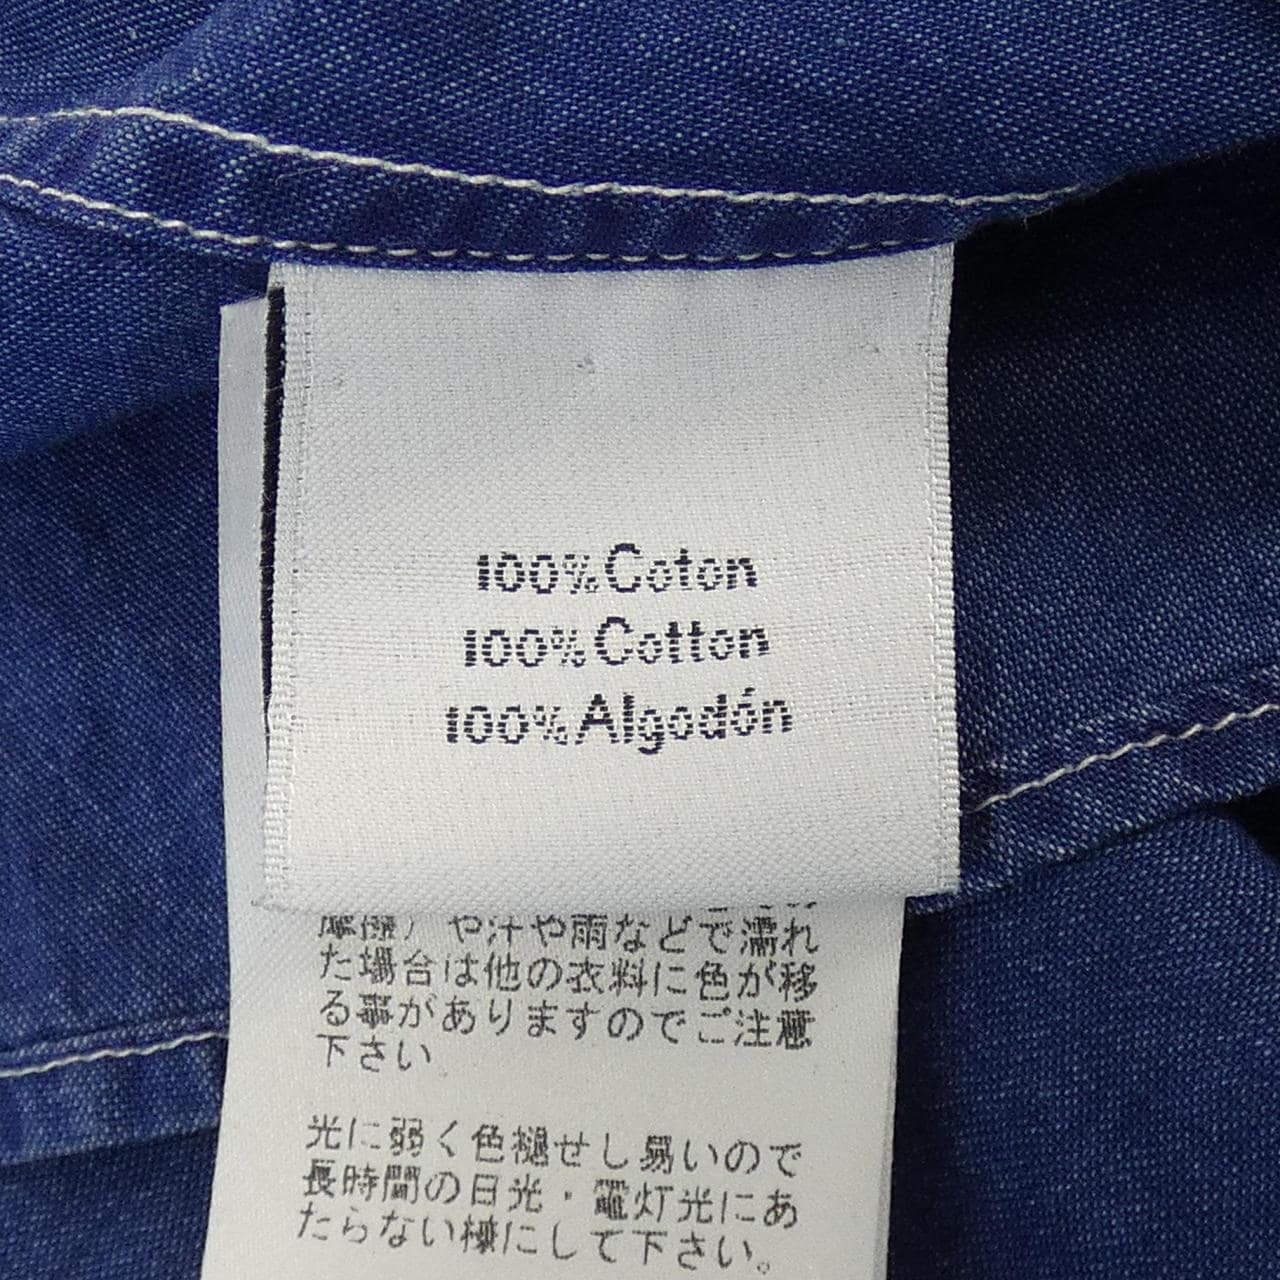 100% Coton
100% Cotton
100% Algodón
摩擦）や汗や雨などで濡れ
た場合は他の衣料に色が移
る事がありますのでご注意
下さい
光に弱く色褪せし易いので
長時間の日光・電灯光にあ
たらない様にして下さい。